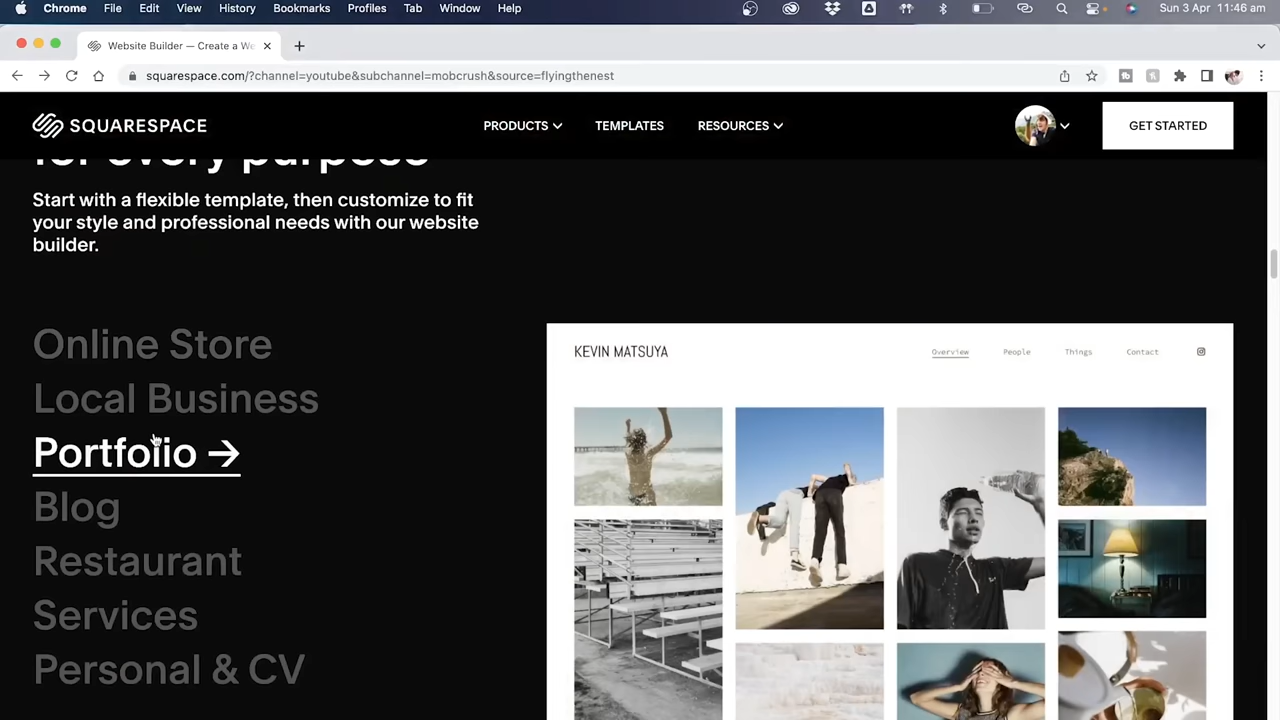 Chrome File Edit View History Bookmarks Profiles Tab Window Help
Sun 3 Apr 11:46 am
Website Builder — Create a We
squarespace.com/?channel=youtube&subchannel=mobcrush&source=flyingthenest
SQUARESPACE
PRODUCTS
TEMPLATES
RESOURCES
GET STARTED
for every purpose
Start with a flexible template, then customize to fit
your style and professional needs with our website
builder.
Online Store
Local Business
Portfolio →
Blog
Restaurant
Services
Personal & CV
KEVIN MATSUYA
Overview
People
Things
Contact